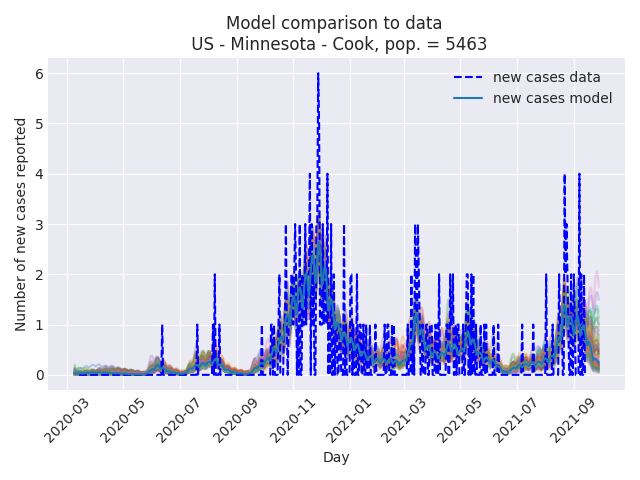 Model comparison to data
US - Minnesota - Cook, pop. = 5463
new cases data
new cases model
Number of new cases reported
6
5
4
3
2
1
0
2020-03
2020-05
2020-07
2020-09
2020-11
2021-01
2021-03
2021-05
2021-07
2021-09
Day